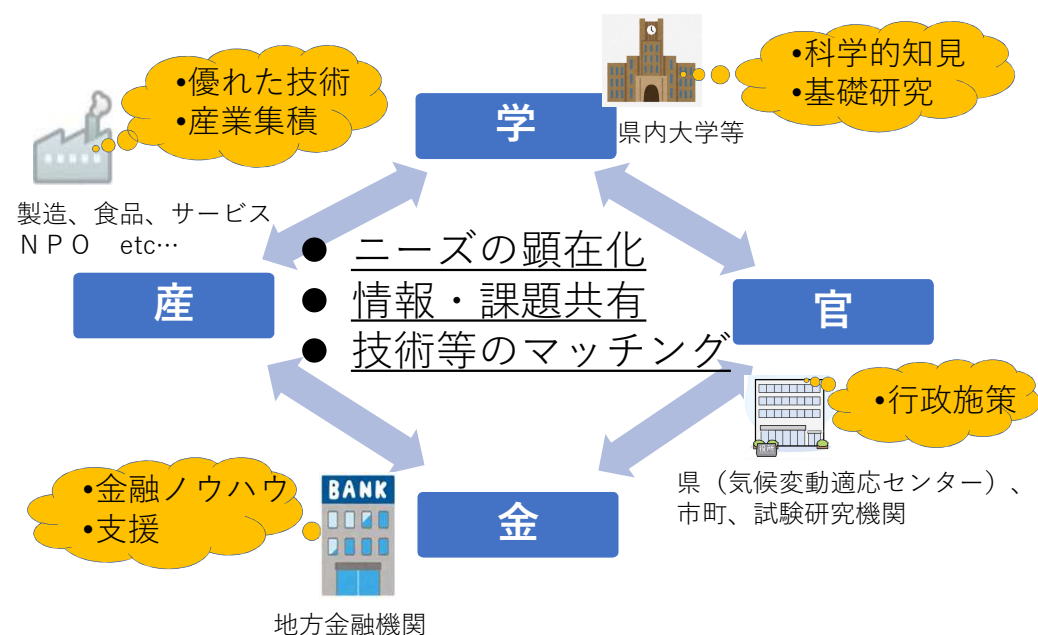 •優れた技術
•産業集積
製造、食品、サービス
ＮＰＯ　etc…
学
県内大学等
•科学的知見
•基礎研究
● ニーズの顕在化
● 情報・課題共有
● 技術等のマッチング
産
官
•行政施策
県（気候変動適応センター）、
市町、試験研究機関
•金融ノウハウ
•支援
BANK
金
地方金融機関